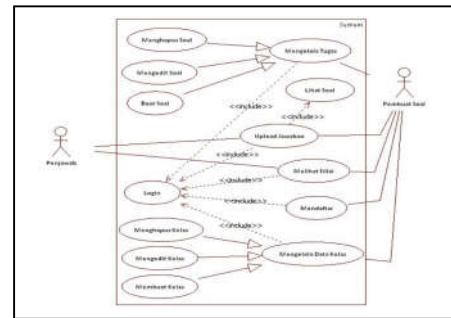 System
Menghapus Soal
Mengelola Tugas
Mengedit Soal
Lihat Soal
Pembuat Soal
Buat Soal
<<include>>
<<include>>
Upload Jawaban
<<include>>
Penjawab
Melihat Nilai
<<include>>
Login
<<include>>
Mendaftar
Menghapus Kelas
<<include>>
Mengedit Kelas
Mengelola Data Kelas
Membuat Kelas